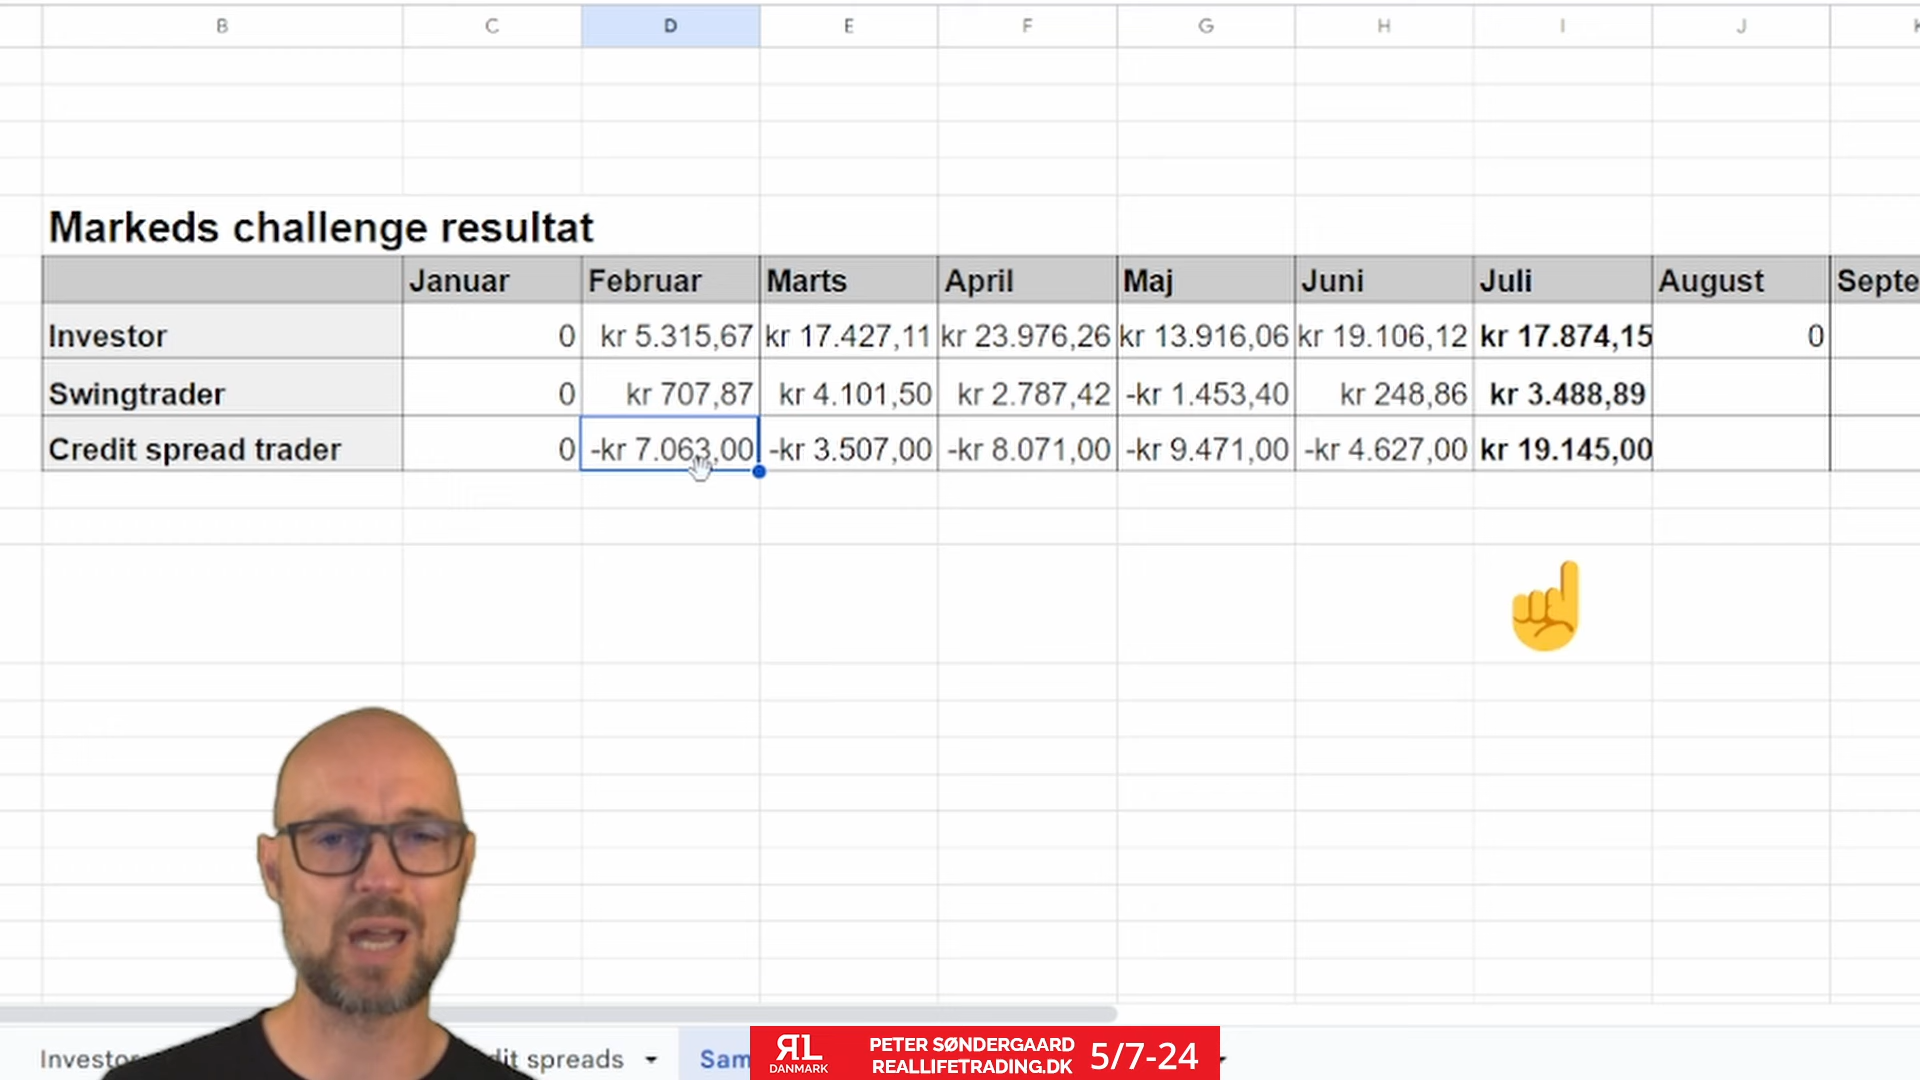 B C D E F G H I J
Markeds challenge resultat
Januar Februar Marts April Maj Juni Juli August Septe
Investor 0 kr 5.315,67 kr 17.427,11 kr 23.976,26 kr 13.916,06 kr 19.106,12 kr 17.874,15 0
Swingtrader 0 kr 707,87 kr 4.101,50 kr 2.787,42 -kr 1.453,40 kr 248,86 kr 3.488,89
Credit spread trader 0 -kr 7.063,00 -kr 3.507,00 -kr 8.071,00 -kr 9.471,00 -kr 4.627,00 kr 19.145,00
Investor dit spreads Sam
RL
DANMARK
PETER SØNDERGAARD
REALLIFETRADING.DK
5/7-24